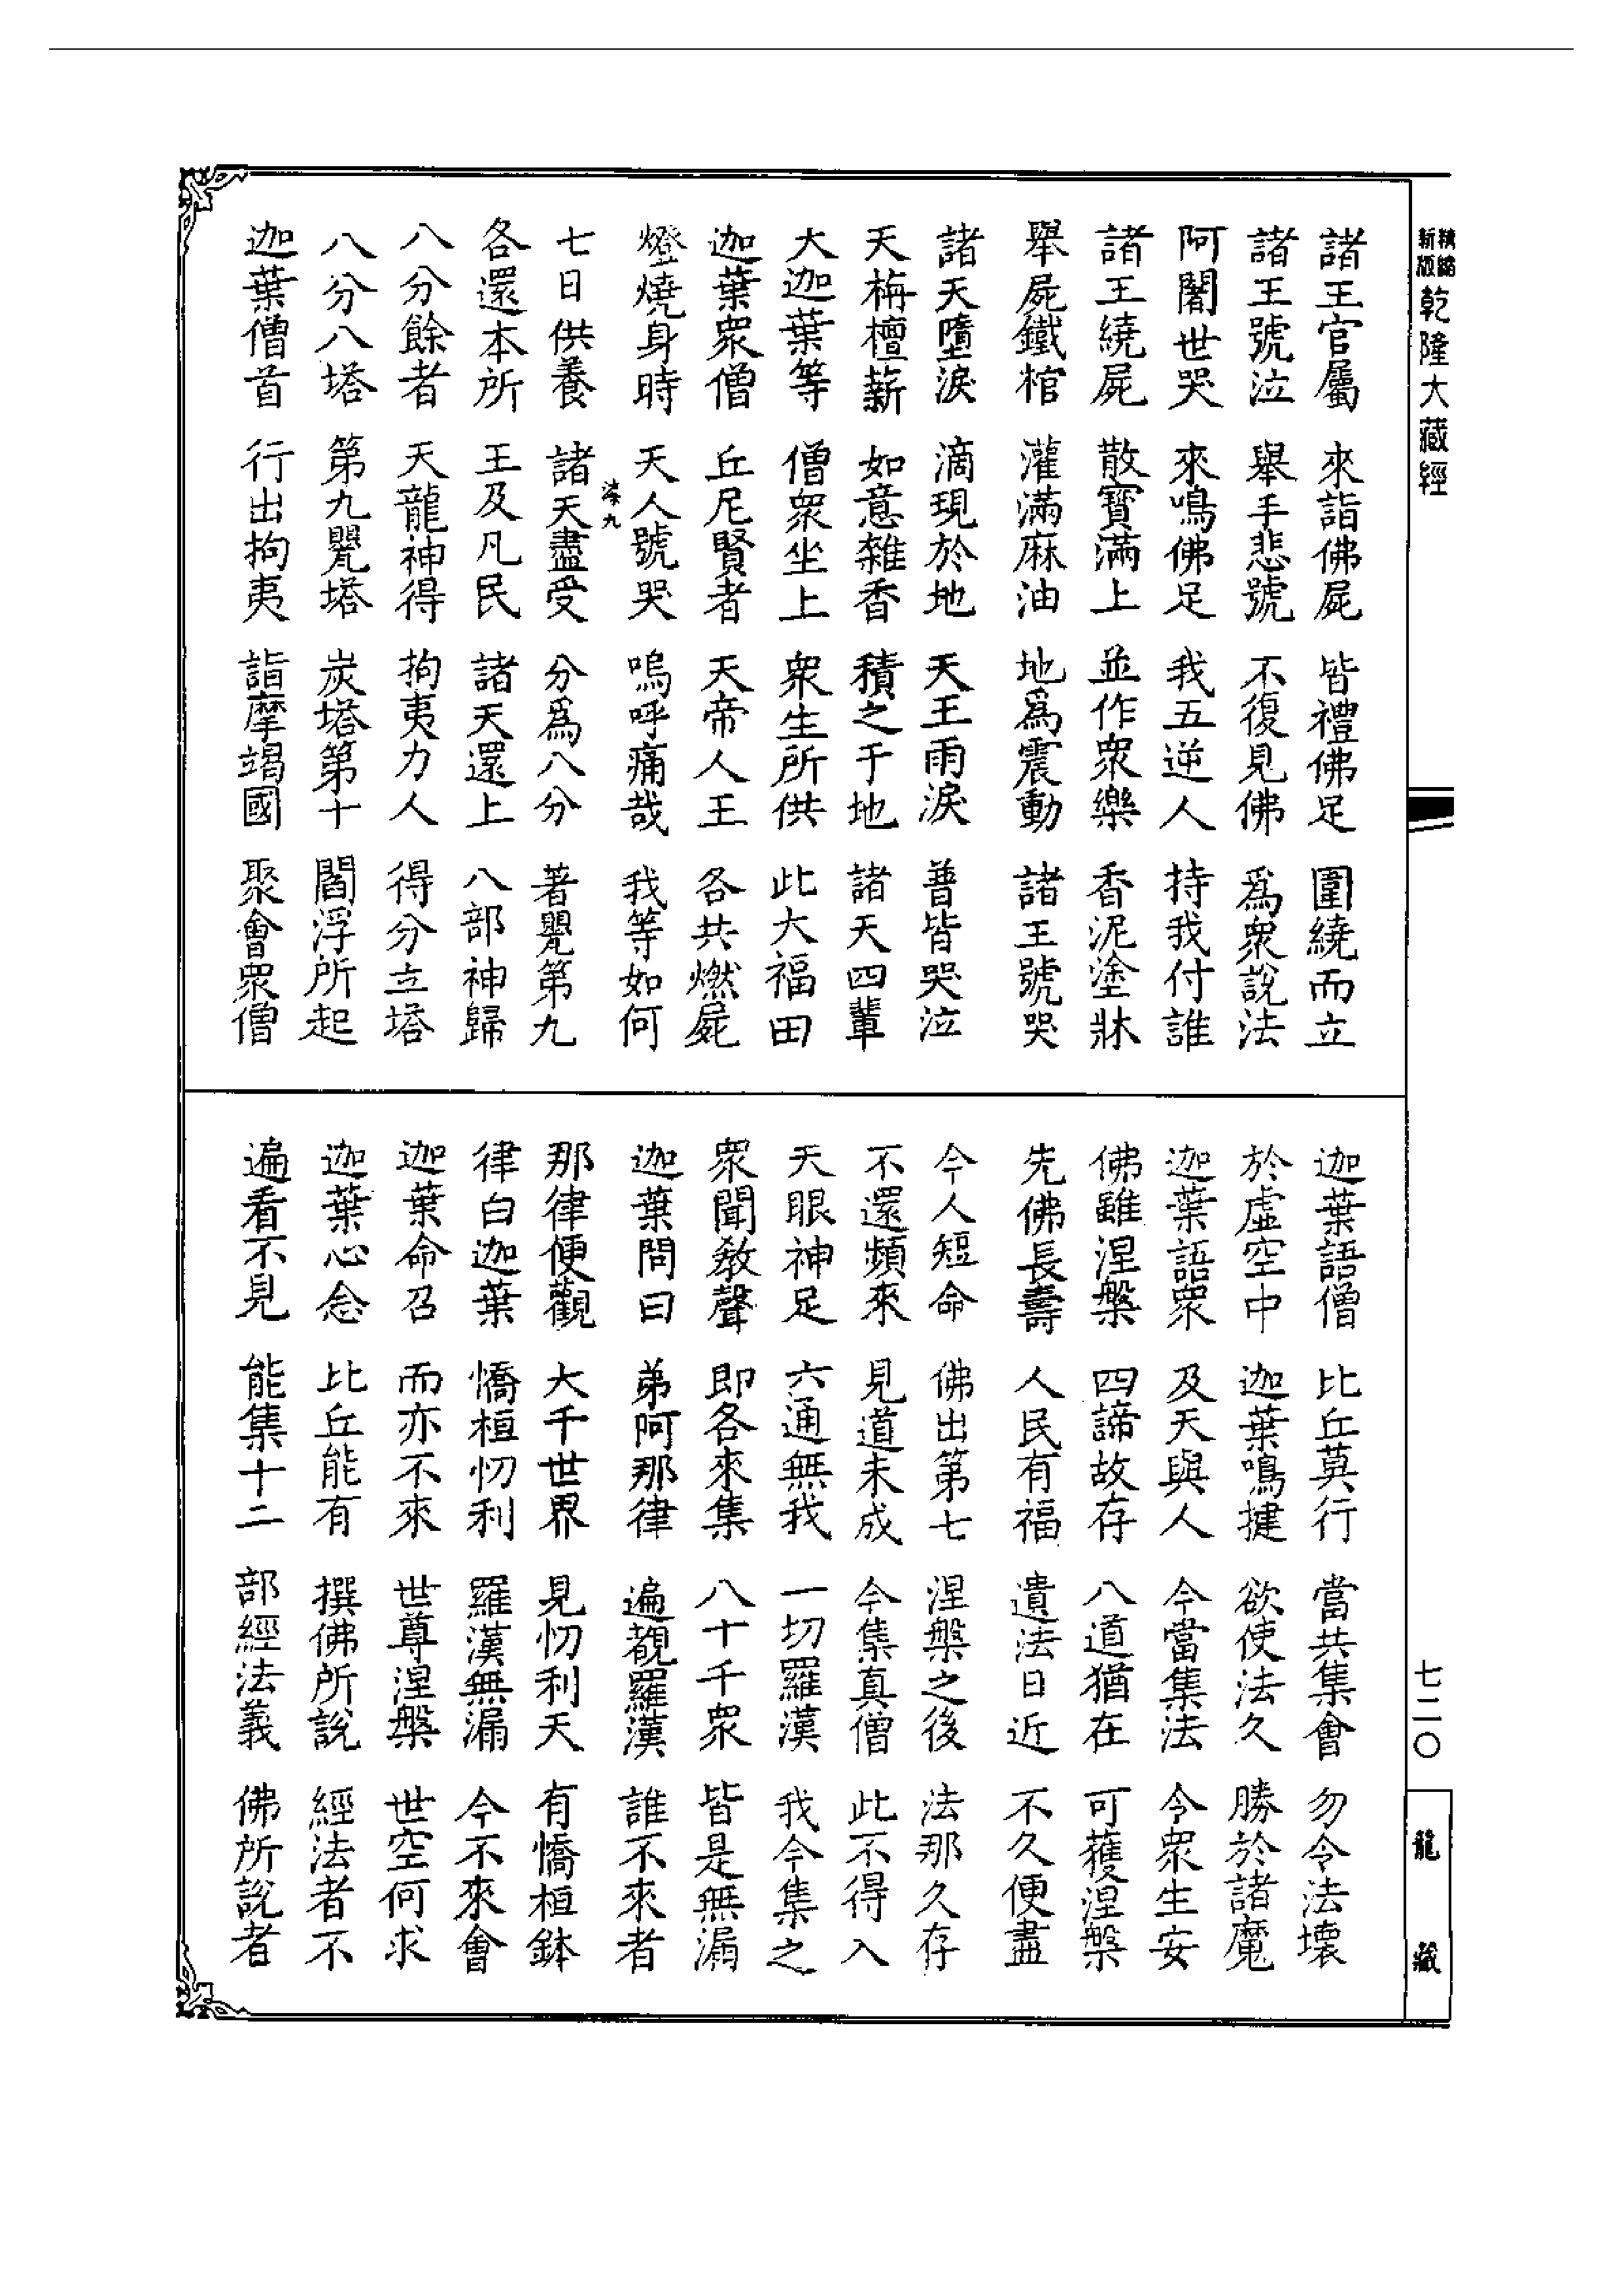 新縮精版乾隆大藏經
諸王官屬 來詣佛屍 皆禮佛足 圍繞而立
諸王號泣 舉手悲號 不復見佛 爲衆說法
阿闍世哭 來鳴佛足 我五逆人 持我付誰
諸王繞屍 散寳滿上 並作衆樂 香泥塗牀
舉屍鐵棺 灌滿麻油 地爲震動 諸王號哭
諸天墮淚 滴現於地 天王雨淚 普皆哭泣
天栴檀薪 如意雜香 積之于地 諸天四輩
大迦葉等 僧衆坐上 衆生所供 此大福田
迦葉衆僧 丘尼賢者 天帝人王 各共燃屍
燈燒身時 天人號哭 嗚呼痛哉 我等如何
染九
七日供養 諸天盡受 分爲八分 著甖第九
各還本所 王及凡民 諸天還上 八部神歸
八分餘者 天龍神得 拘夷力人 得分立塔
八分八塔 第九甖塔 炭塔第十 閻浮所起
迦葉僧首 行出拘夷 詣摩竭國 聚會衆僧
迦葉語僧 比丘莫行 當共集會 勿令法壞
於虛空中 迦葉鳴揵 欲使法久 勝於諸魔
迦葉語衆 及天與人 今當集法 令衆生安
佛雖涅槃 四諦故存 八道猶在 可獲涅槃
先佛長壽 人民有福 遺法日近 不久便盡
今人短命 佛出第七 涅槃之後 法那久存
不還頻來 見道未成 今集真僧 此不得入
天眼神足 六通無我 一切羅漢 我今集之
衆聞教聲 即各來集 八十千衆 皆是無漏
迦葉問曰 弟阿那律 遍觀羅漢 誰不來者
那律便觀 大千世界 見忉利天 有憍桓鉢
律白迦葉 憍桓忉利 羅漢無漏 今不來會
迦葉命召 而亦不來 世尊涅槃 世空何求
迦葉心念 比丘能有 撰佛所說 經法者不
遍看不見 能集十二 部經法義 佛所說者
七二〇
龍藏